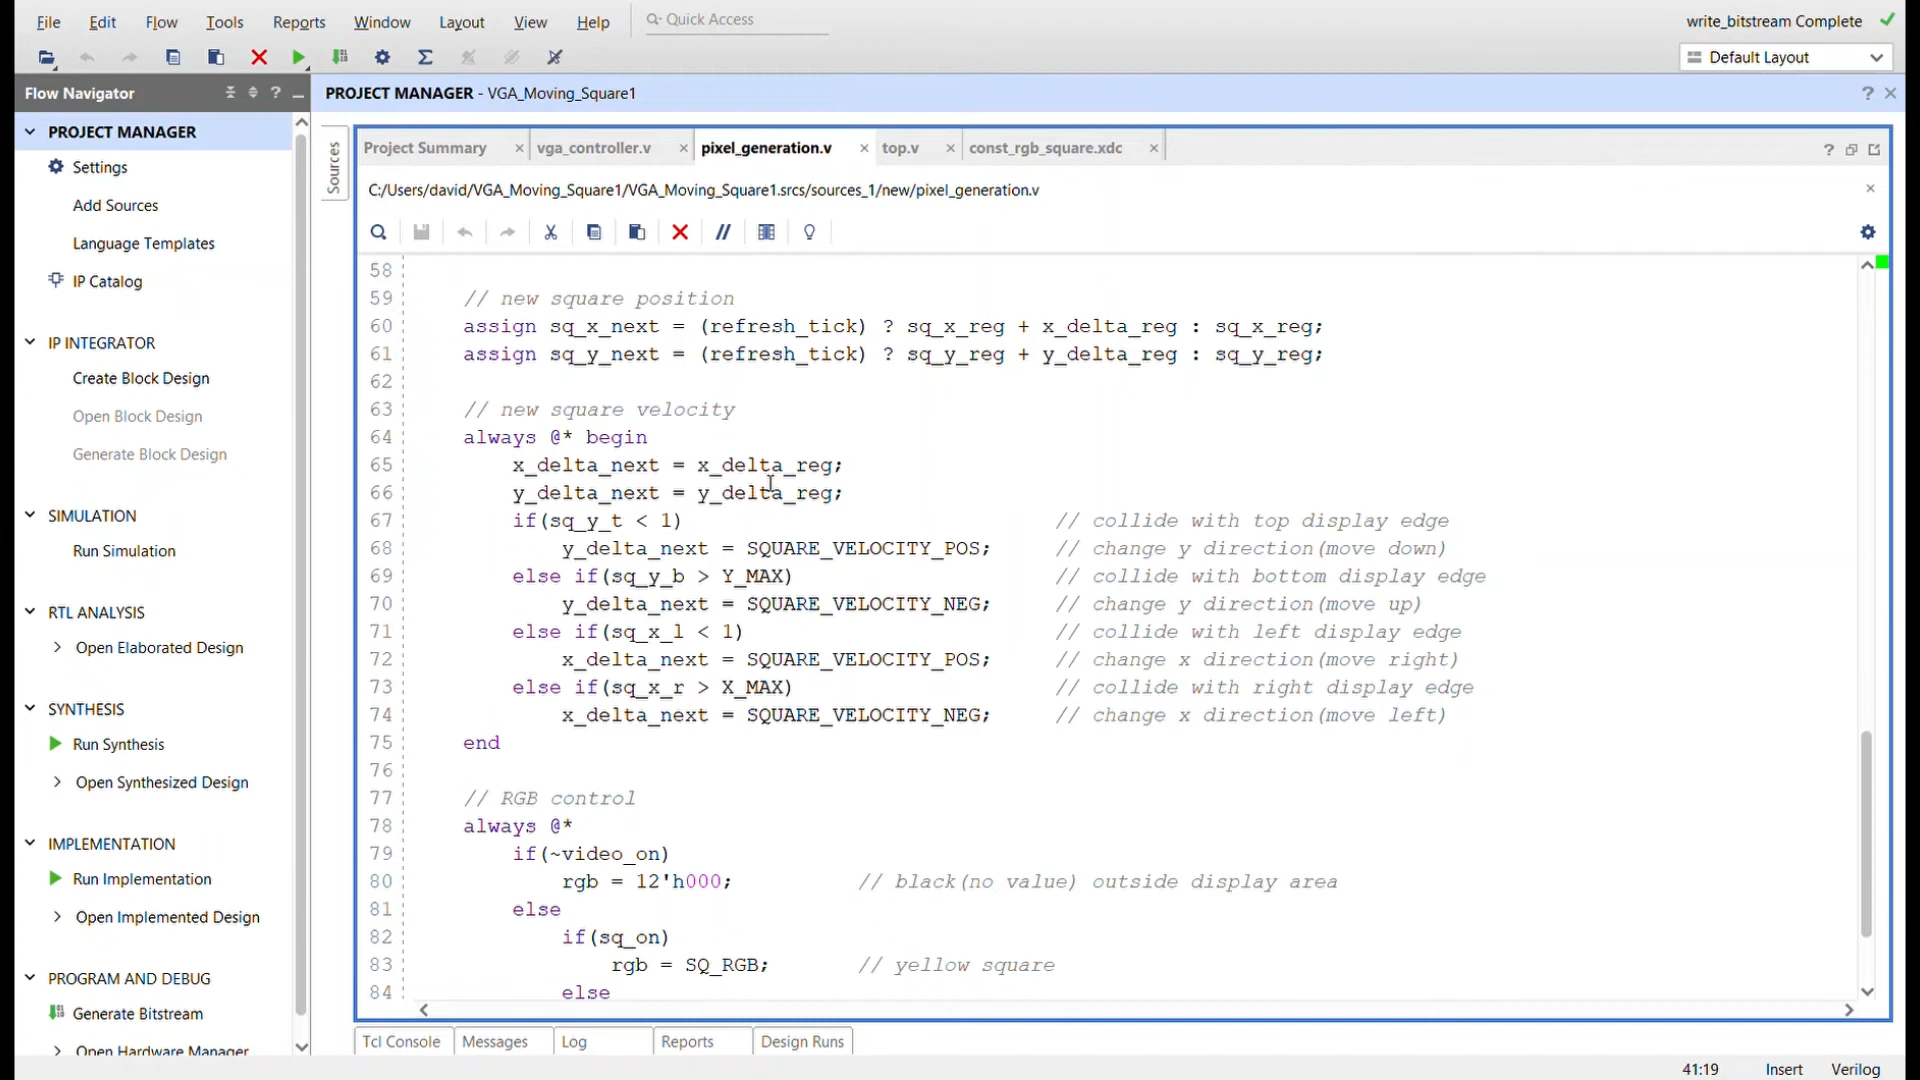 File Edit Flow Tools Reports Window Layout View Help Quick Access write_bitstream Complete
Default Layout
Flow Navigator
PROJECT MANAGER - VGA_Moving_Square1
PROJECT MANAGER
Settings
Add Sources
Language Templates
IP Catalog
IP INTEGRATOR
Create Block Design
Open Block Design
Generate Block Design
SIMULATION
Run Simulation
RTL ANALYSIS
Open Elaborated Design
SYNTHESIS
Run Synthesis
Open Synthesized Design
IMPLEMENTATION
Run Implementation
Open Implemented Design
PROGRAM AND DEBUG
Generate Bitstream
Open Hardware Manager
Sources
Project Summary vga_controller.v pixel_generation.v top.v const_rgb_square.xdc
C:/Users/david/VGA_Moving_Square1/VGA_Moving_Square1.srcs/sources_1/new/pixel_generation.v
58
59 // new square position
60 assign sq_x_next = (refresh_tick) ? sq_x_reg + x_delta_reg : sq_x_reg;
61 assign sq_y_next = (refresh_tick) ? sq_y_reg + y_delta_reg : sq_y_reg;
62
63 // new square velocity
64 always @* begin
65 x_delta_next = x_delta_reg;
66 y_delta_next = y_delta_reg;
67 if(sq_y_t < 1) // collide with top display edge
68 y_delta_next = SQUARE_VELOCITY_POS; // change y direction(move down)
69 else if(sq_y_b > Y_MAX) // collide with bottom display edge
70 y_delta_next = SQUARE_VELOCITY_NEG; // change y direction(move up)
71 else if(sq_x_l < 1) // collide with left display edge
72 x_delta_next = SQUARE_VELOCITY_POS; // change x direction(move right)
73 else if(sq_x_r > X_MAX) // collide with right display edge
74 x_delta_next = SQUARE_VELOCITY_NEG; // change x direction(move left)
75 end
76
77 // RGB control
78 always @*
79 if(~video_on)
80 rgb = 12'h000; // black(no value) outside display area
81 else
82 if(sq_on)
83 rgb = SQ_RGB; // yellow square
84 else
Tcl Console Messages Log Reports Design Runs
41:19 Insert Verilog